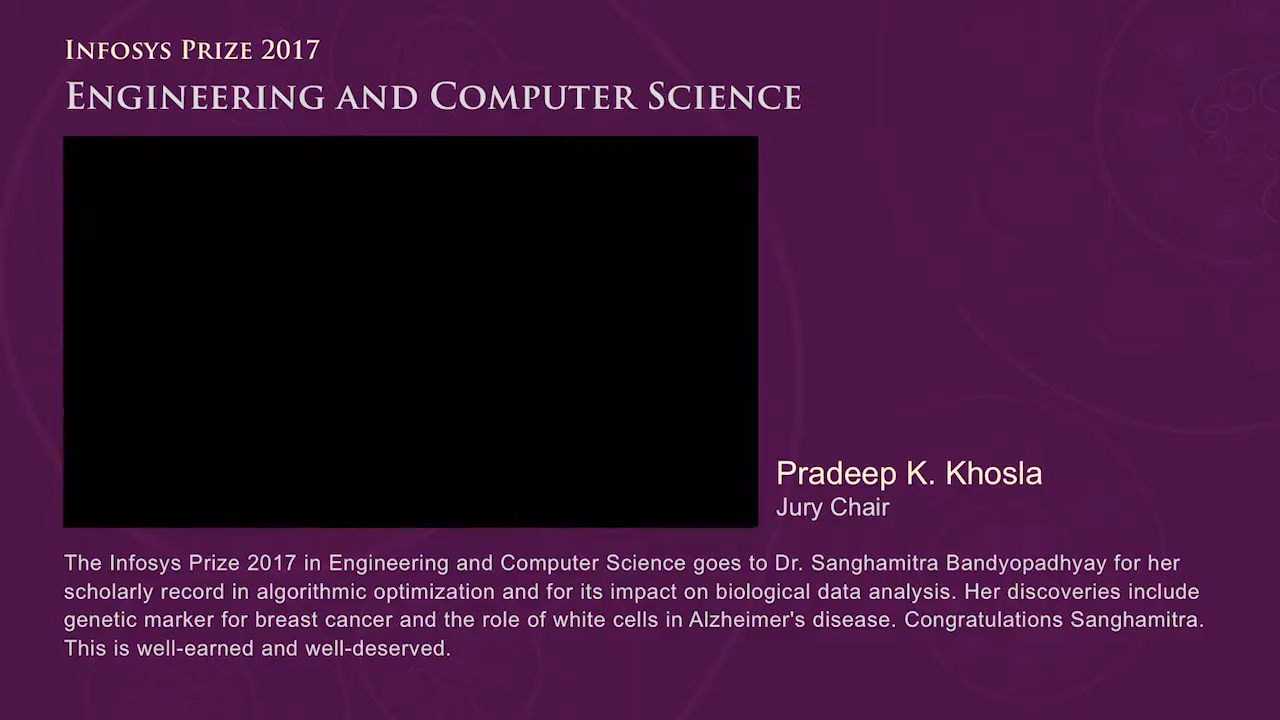 Infosys Prize 2017
Engineering and Computer Science
Pradeep K. Khosla
Jury Chair
The Infosys Prize 2017 in Engineering and Computer Science goes to Dr. Sanghamitra Bandyopadhyay for her
scholarly record in algorithmic optimization and for its impact on biological data analysis. Her discoveries include
genetic marker for breast cancer and the role of white cells in Alzheimer's disease. Congratulations Sanghamitra.
This is well-earned and well-deserved.